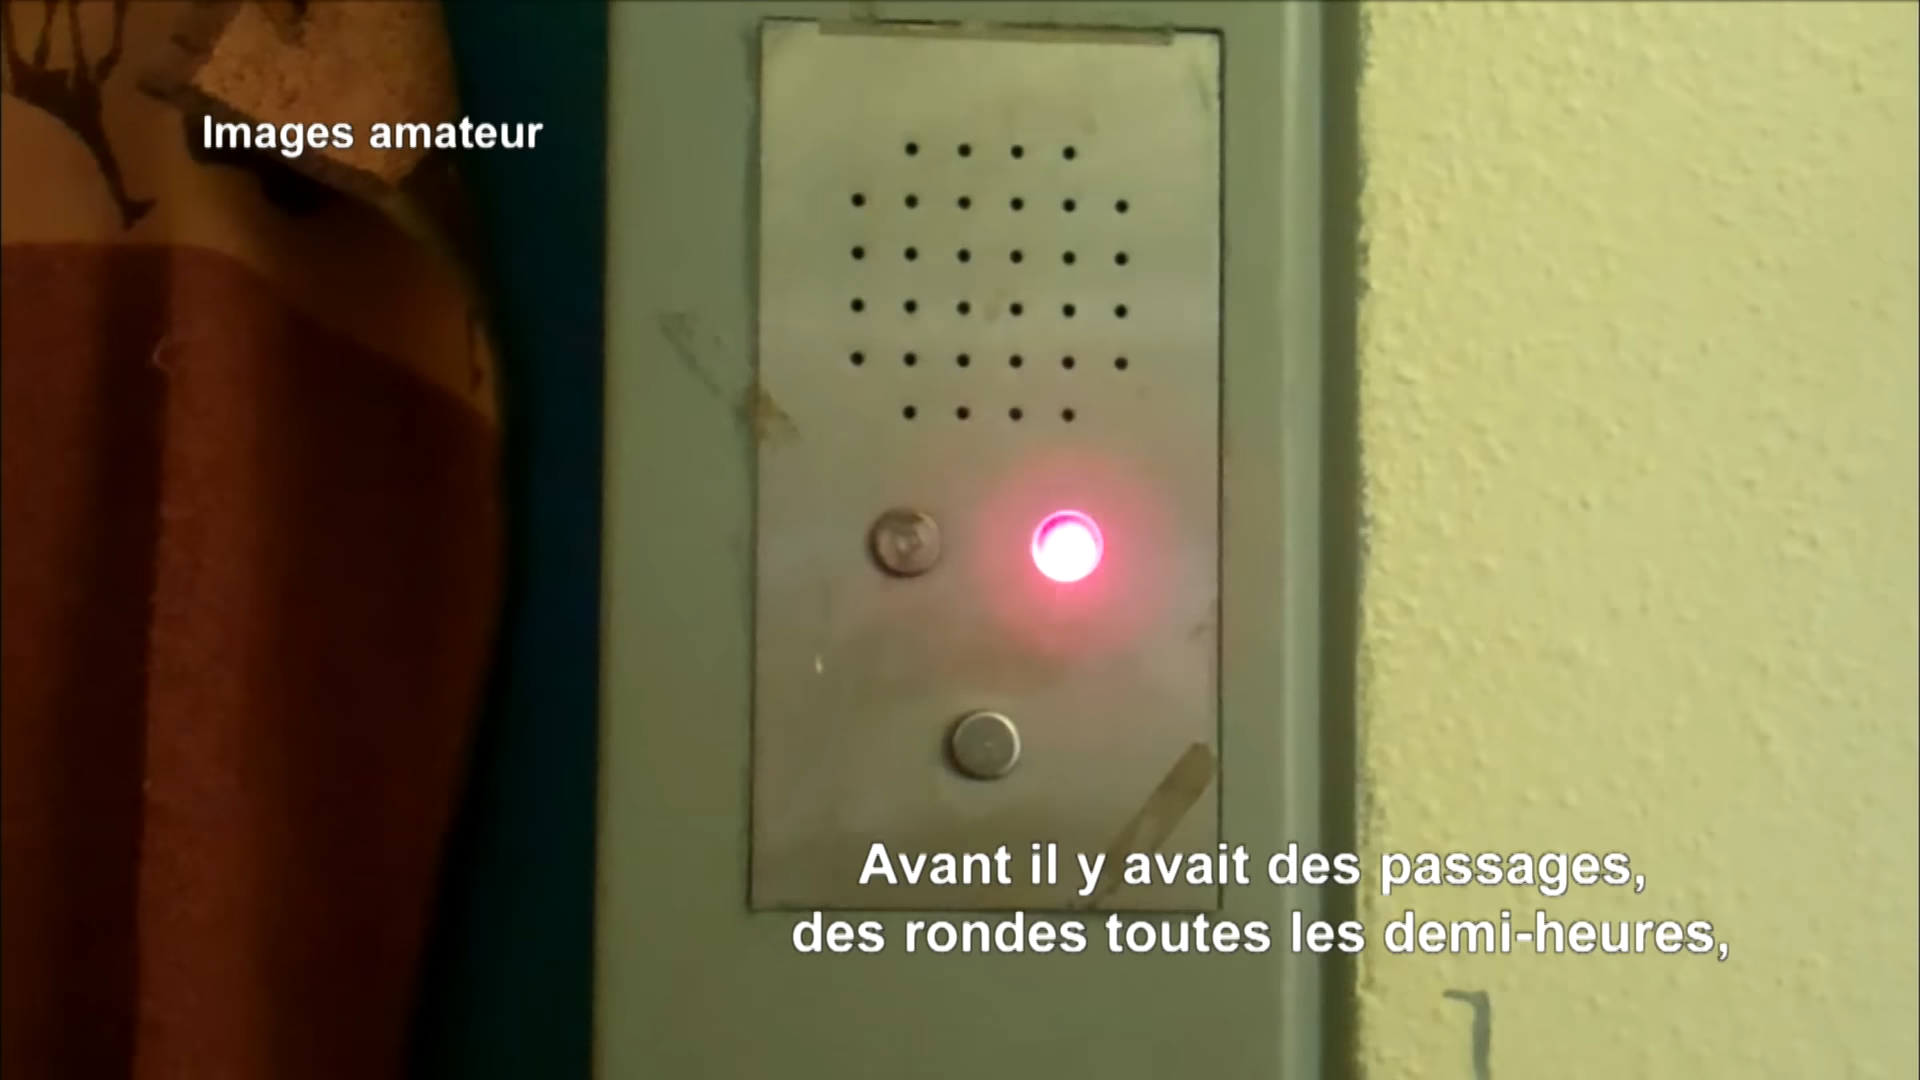 Images amateur
Avant il y avait des passages,
des rondes toutes les demi-heures,